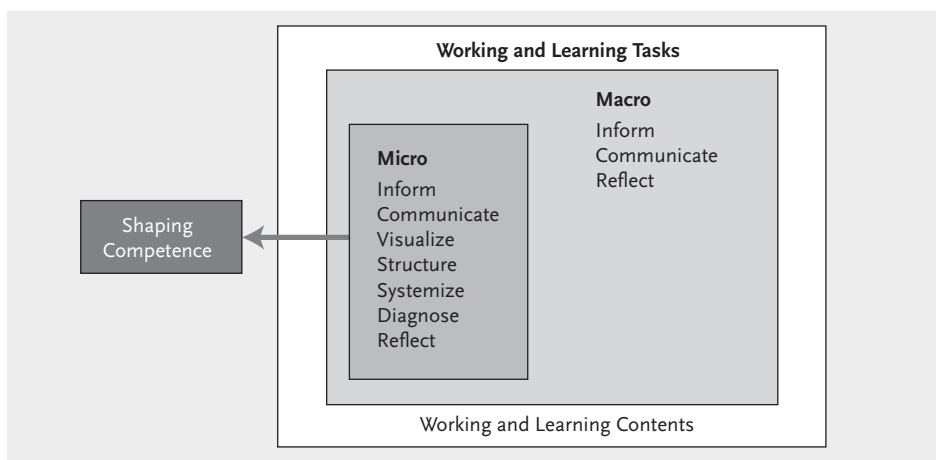 Working and Learning Tasks
Macro
Inform
Communicate
Reflect
Micro
Inform
Communicate
Visualize
Structure
Systemize
Diagnose
Reflect
Shaping
Competence
Working and Learning Contents